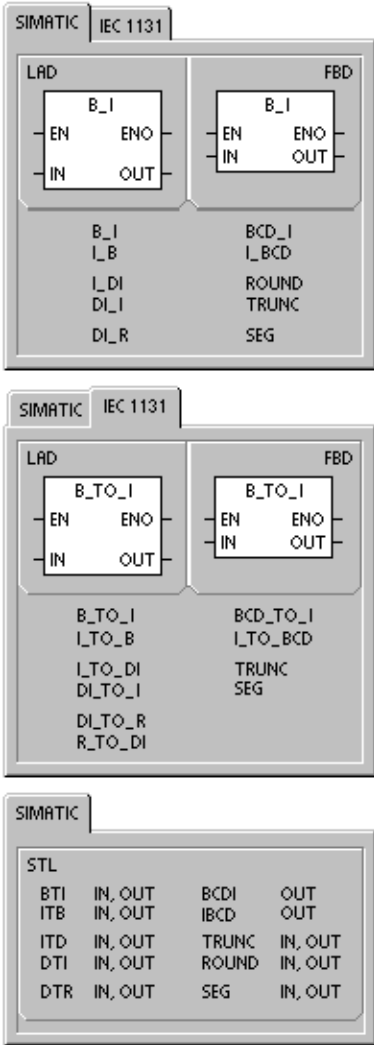 SIMATIC IEC 1131
LAD FBD
B_I B_I
EN ENO EN ENO
IN OUT IN OUT
B_I BCD_I
I_B I_BCD
I_DI ROUND
DI_I TRUNC
DI_R SEG
SIMATIC IEC 1131
LAD FBD
B_TO_I B_TO_I
EN ENO EN ENO
IN OUT IN OUT
B_TO_I BCD_TO_I
I_TO_B I_TO_BCD
I_TO_DI TRUNC
DI_TO_I SEG
DI_TO_R
R_TO_DI
SIMATIC
STL
BTI IN, OUT BCDI OUT
ITB IN, OUT IBCD OUT
ITD IN, OUT TRUNC IN, OUT
DTI IN, OUT ROUND IN, OUT
DTR IN, OUT SEG IN, OUT